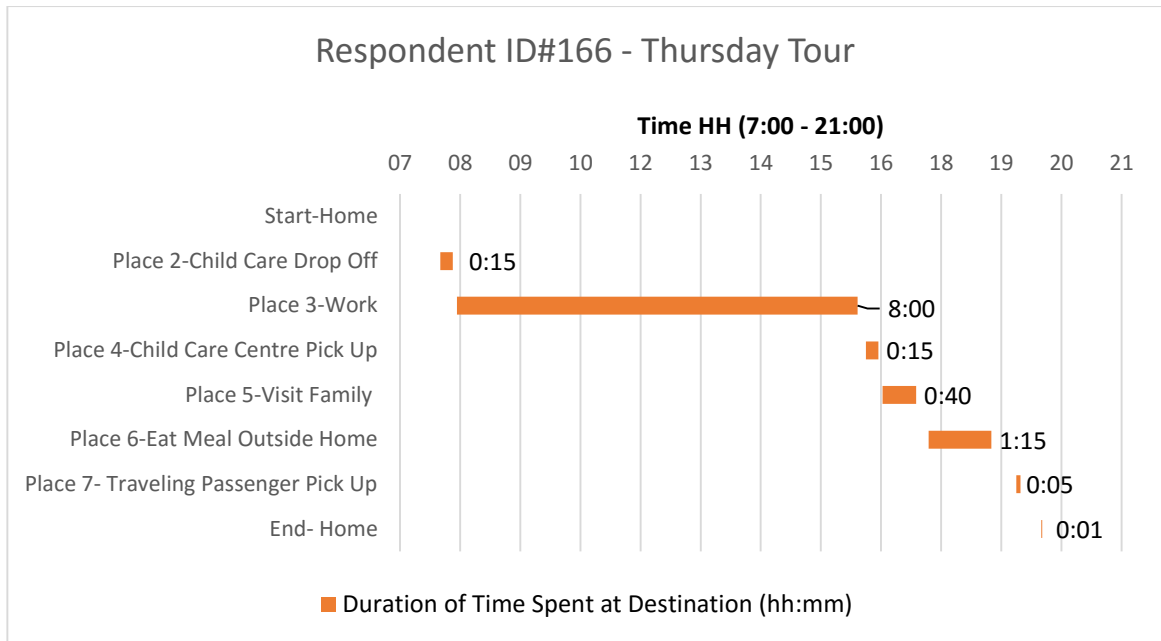 Respondent ID#166 - Thursday Tour
Time HH (7:00 - 21:00)
07 08 09 10 12 13 14 15 16 18 19 20 21
Start-Home
Place 2-Child Care Drop Off 0:15
Place 3-Work 8:00
Place 4-Child Care Centre Pick Up 0:15
Place 5-Visit Family 0:40
Place 6-Eat Meal Outside Home 1:15
Place 7- Traveling Passenger Pick Up 0:05
End- Home 0:01
Duration of Time Spent at Destination (hh:mm)